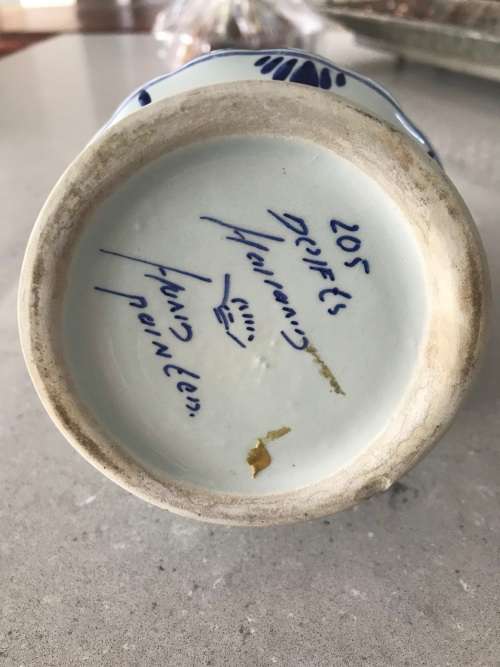 205
Delfts
Holland
Hand
painted.